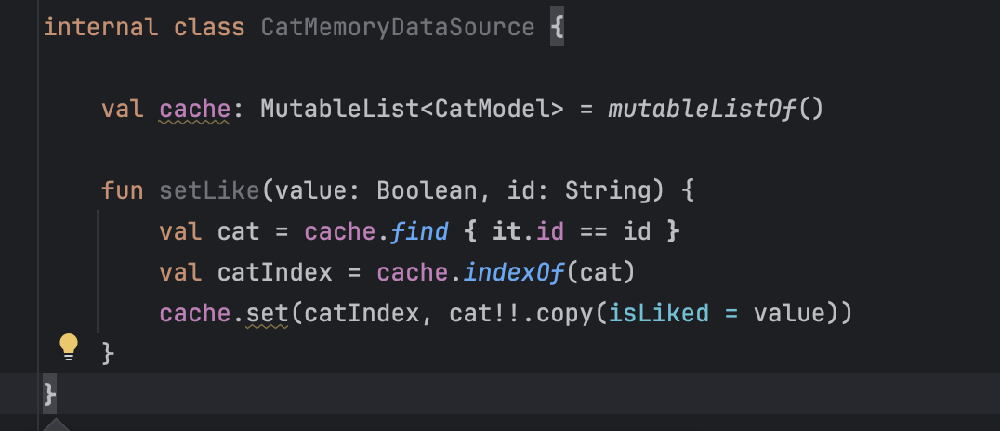 internal class CatMemoryDataSource {
val cache: MutableList<CatModel> = mutableListOf()
fun setLike(value: Boolean, id: String) {
val cat = cache.find { it.id == id }
val catIndex = cache.indexOf(cat)
cache.set(catIndex, cat!!.copy(isLiked = value))
}
}